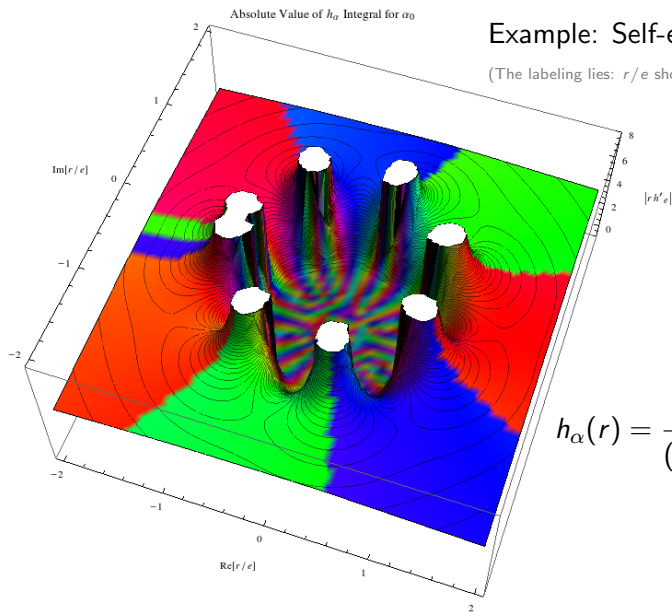 Absolute Value of hα Integral for α0
Example: Self-e
(The labeling lies: r/e sho
2
1
0
-1
-2
Im[r/e]
8
6
4
2
0
|r h' e|
hα(r) =
(
-2
-1
0
1
2
Re[r/e]